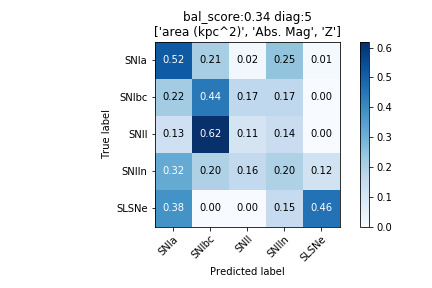 bal_score:0.34 diag:5
['area (kpc^2)', 'Abs. Mag', 'Z']
True label
SNIa 0.52 0.21 0.02 0.25 0.01
SNIbc 0.22 0.44 0.17 0.17 0.00
SNII 0.13 0.62 0.11 0.14 0.00
SNIIn 0.32 0.20 0.16 0.20 0.12
SLSNe 0.38 0.00 0.00 0.15 0.46
SNIa SNIbc SNII SNIIn SLSNe
Predicted label
0.6
0.5
0.4
0.3
0.2
0.1
0.0